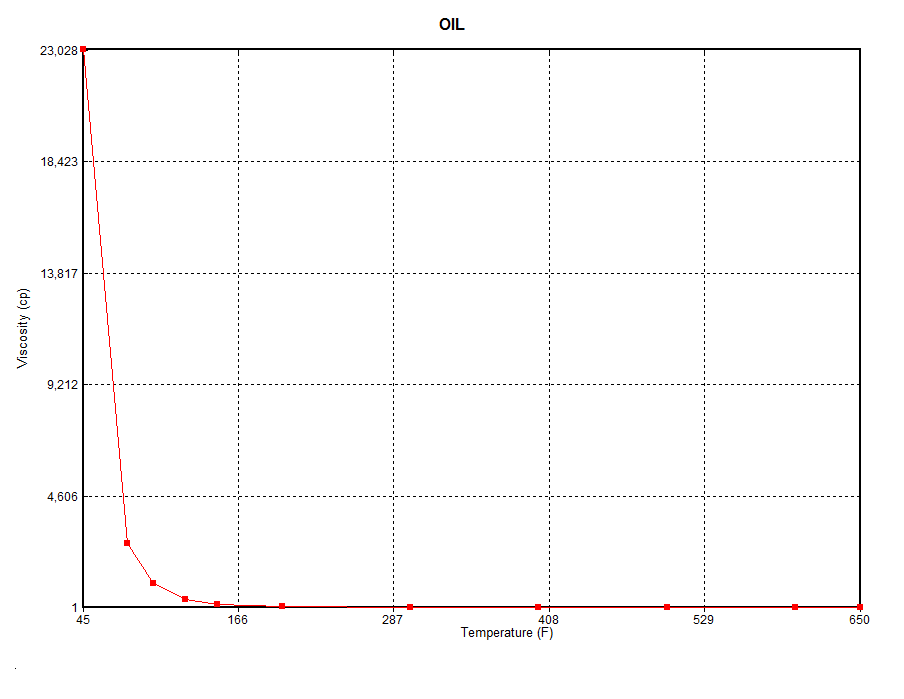 OIL
23,028
18,423
13,817
9,212
4,606
1
Viscosity (cp)
45 166 287 408 529 650
Temperature (F)
.